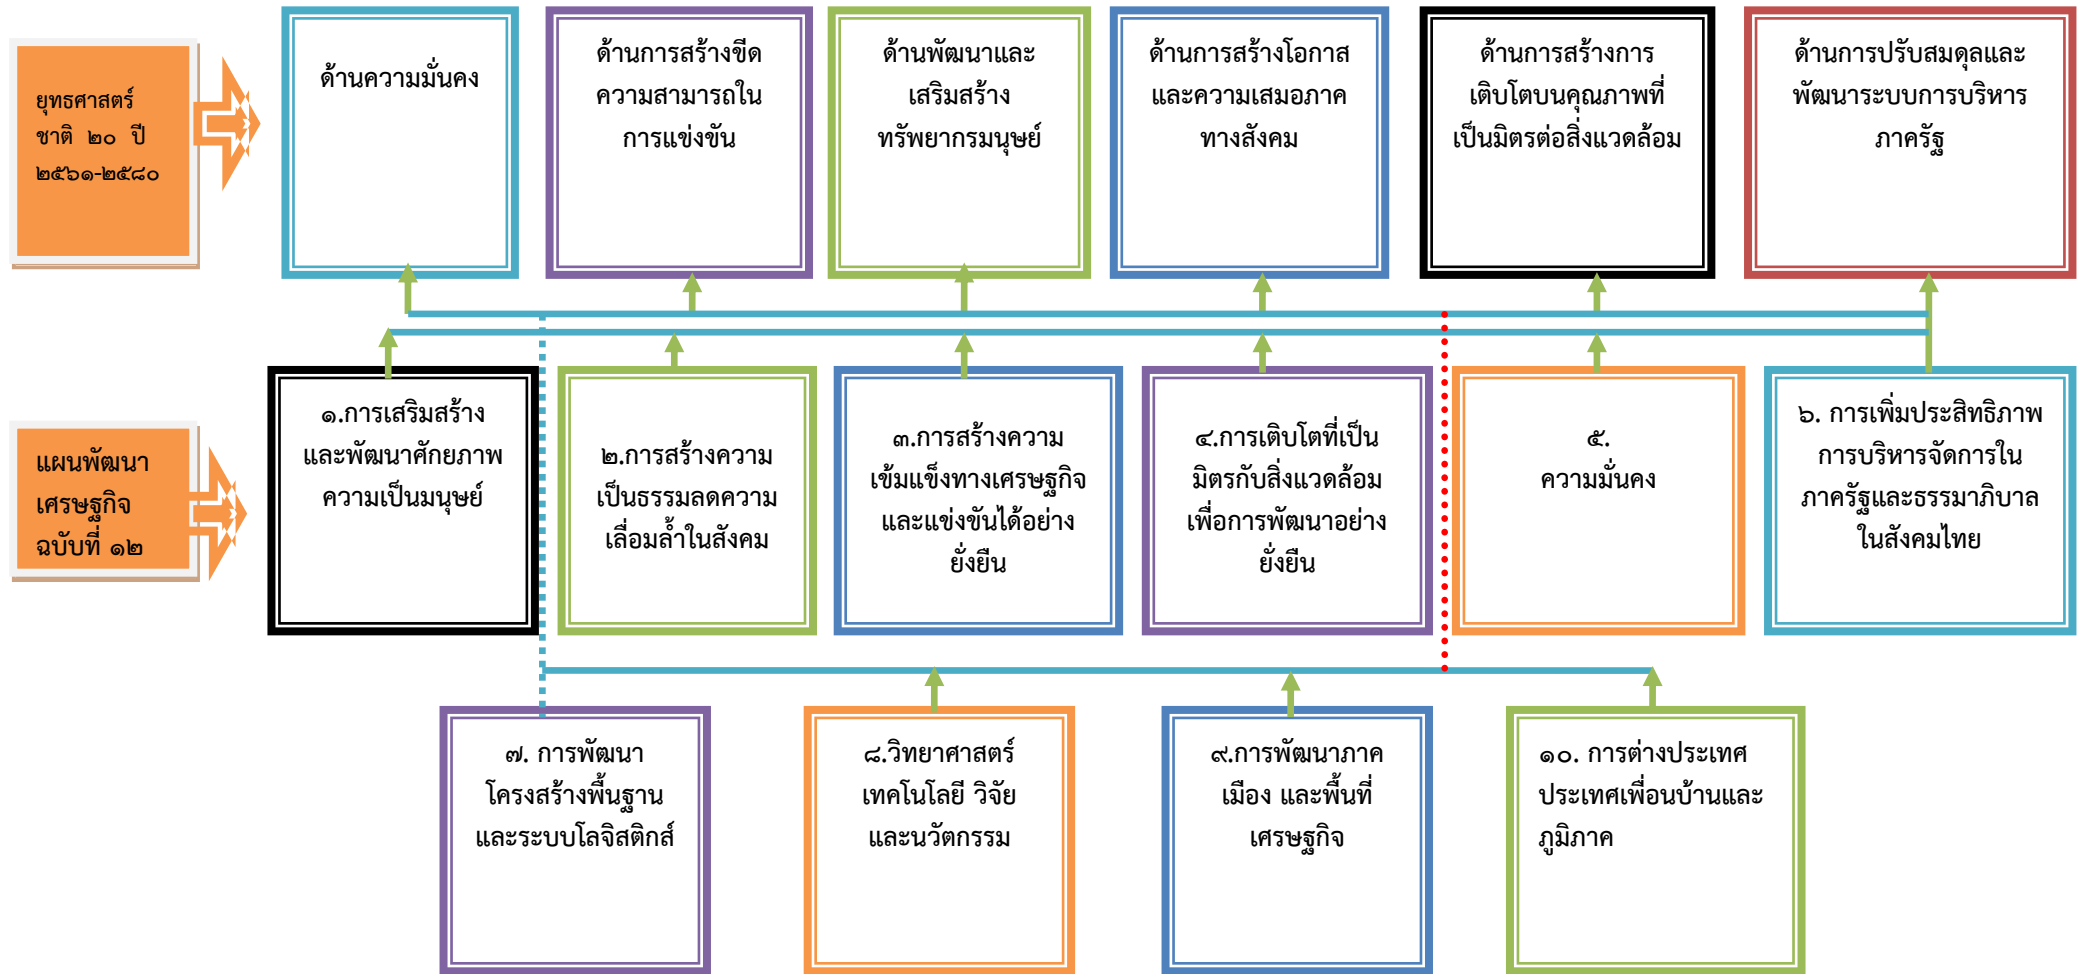 ยุทธศาสตร์
ชาติ ๒๐ ปี
๒๕๖๑-๒๕๘๐
ด้านความมั่นคง
ด้านการสร้างขีด
ความสามารถใน
การแข่งขัน
ด้านพัฒนาและ
เสริมสร้าง
ทรัพยากรมนุษย์
ด้านการสร้างโอกาส
และความเสมอภาค
ทางสังคม
ด้านการสร้างการ
เติบโตบนคุณภาพที่
เป็นมิตรต่อสิ่งแวดล้อม
ด้านการปรับสมดุลและ
พัฒนาระบบการบริหาร
ภาครัฐ
แผนพัฒนา
เศรษฐกิจ
ฉบับที่ ๑๒
๑.การเสริมสร้าง
และพัฒนาศักยภาพ
ความเป็นมนุษย์
๒.การสร้างความ
เป็นธรรมลดความ
เลื่อมล้ำในสังคม
๓.การสร้างความ
เข้มแข็งทางเศรษฐกิจ
และแข่งขันได้อย่าง
ยั่งยืน
๔.การเติบโตที่เป็น
มิตรกับสิ่งแวดล้อม
เพื่อการพัฒนาอย่าง
ยั่งยืน
๕.
ความมั่นคง
๖. การเพิ่มประสิทธิภาพ
การบริหารจัดการใน
ภาครัฐและธรรมาภิบาล
ในสังคมไทย
๗. การพัฒนา
โครงสร้างพื้นฐาน
และระบบโลจิสติกส์
๘.วิทยาศาสตร์
เทคโนโลยี วิจัย
และนวัตกรรม
๙.การพัฒนาภาค
เมือง และพื้นที่
เศรษฐกิจ
๑๐. การต่างประเทศ
ประเทศเพื่อนบ้านและ
ภูมิภาค